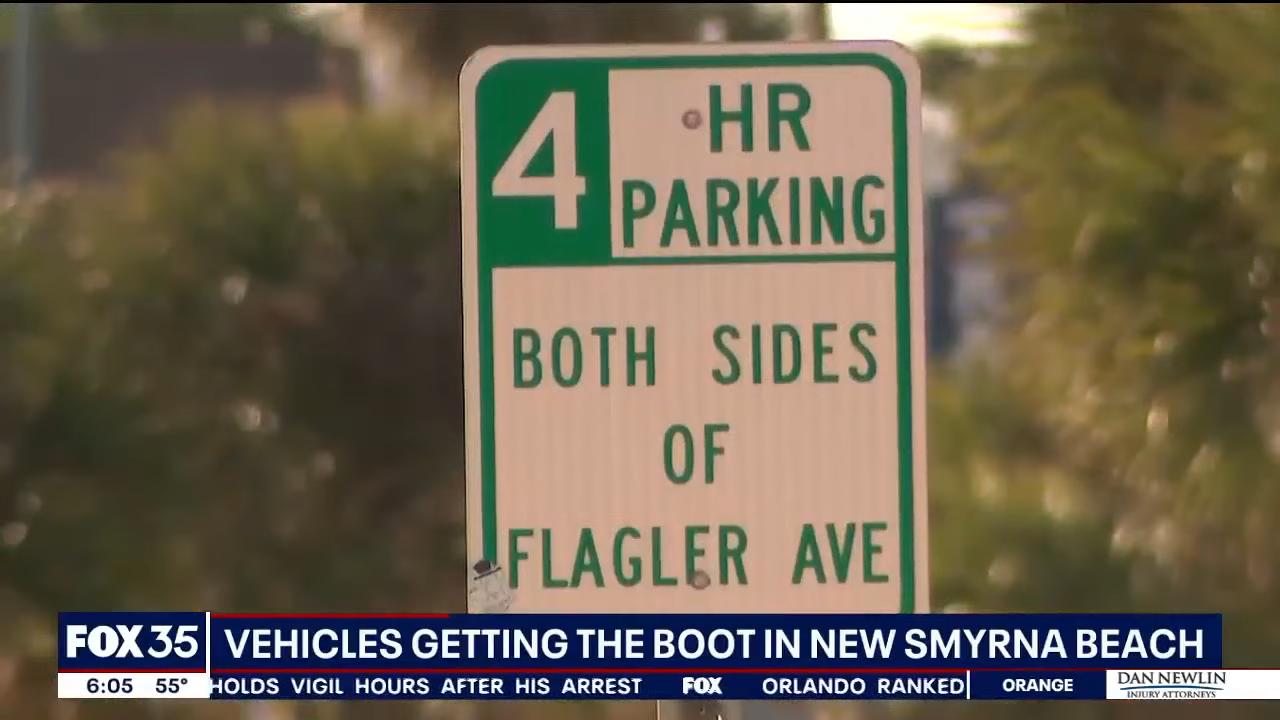 4 HR
PARKING
BOTH SIDES
OF
FLAGLER AVE
FOX 35
VEHICLES GETTING THE BOOT IN NEW SMYRNA BEACH
6:05 55° HOLDS VIGIL HOURS AFTER HIS ARREST FOX ORLANDO RANKED ORANGE
DAN NEWLIN
INJURY ATTORNEYS